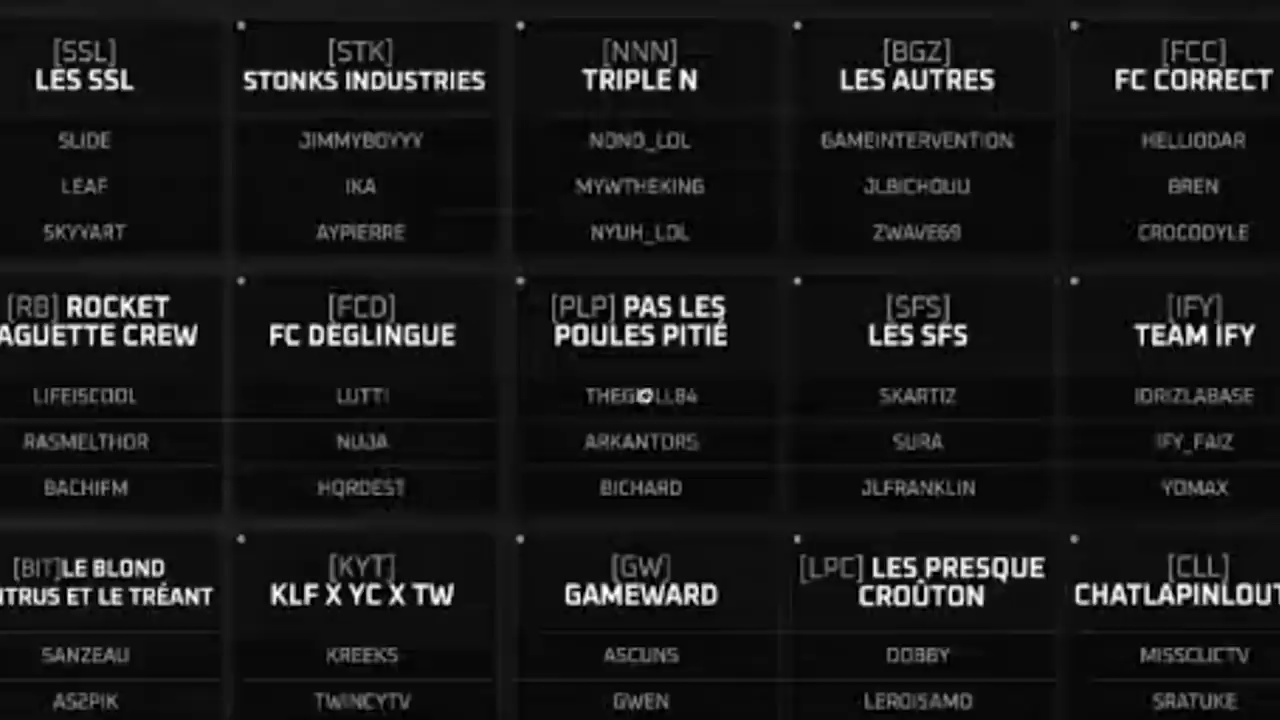 [SSL]
LES SSL
SLIDE
LEAF
SKYYART
[STK]
STONKS INDUSTRIES
JIMMYBOYYY
IKA
AYPIERRE
[NNN]
TRIPLE N
NONO_LOL
MYWTHEKING
NYUH_LOL
[BGZ]
LES AUTRES
GAMEINTERVENTION
JLBICHOUU
ZWAVE69
[FCC]
FC CORRECT
HELLIODAR
BREN
CROCODYLE
[RB] ROCKET
AGUETTE CREW
LIFEISCOOL
RASMELTHOR
BACHIFM
[FCD]
FC DÉGLINGUE
LUTTI
NUJA
HQRDEST
[PLP] PAS LES
POULES PITIÉ
ARKANTORS
BICHARD
[SFS]
LES SFS
SKARTIZ
SURA
JLFRANKLIN
[IFY]
TEAM IFY
IDRIZLABASE
IFY_FAIZ
YOMAX
[BIT]LE BLOND
NTRUS ET LE TRÉANT
SANZEAU
AS2PIK
[KYT]
KLF X YC X TW
KREEKS
TWINCYTV
[GW]
GAMEWARD
ASCUNS
GWEN
[LPC] LES PRESQUE
CROÛTON
DOBBY
LEROISAMO
[CLL]
CHATLAPINLOUT
MISSCLICTV
SRATUKE